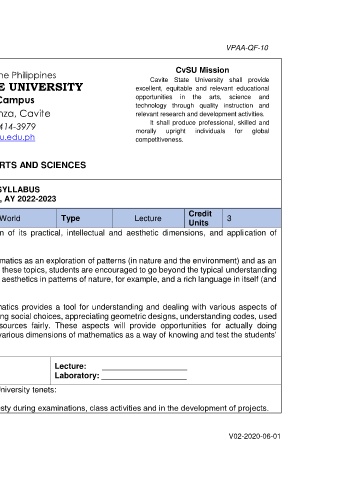 VPAA-QF-10
he Philippines
E UNIVERSITY
Campus
nza, Cavite
414-3979
u.edu.ph
CvSU Mission
Cavite State University shall provide
excellent, equitable and relevant educational
opportunities in the arts, science and
technology through quality instruction and
relevant research and development activities.
It shall produce professional, skilled and
morally upright individuals for global
competitiveness.
RTS AND SCIENCES
SYLLABUS
, AY 2022-2023
World Type Lecture Credit Units 3
n of its practical, intellectual and aesthetic dimensions, and application of
matics as an exploration of patterns (in nature and the environment) and as an
these topics, students are encouraged to go beyond the typical understanding
aesthetics in patterns of nature, for example, and a rich language in itself (and
matics provides a tool for understanding and dealing with various aspects of
ng social choices, appreciating geometric designs, understanding codes, used
sources fairly. These aspects will provide opportunities for actually doing
various dimensions of mathematics as a way of knowing and test the students'
Lecture: ____________________
Laboratory: ____________________
University tenets:
esty during examinations, class activities and in the development of projects.
V02-2020-06-01